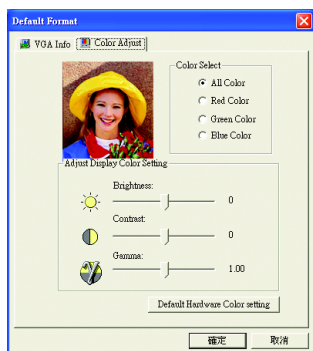 Default Format
VGA Info Color Adjust
Color Select
All Color
Red Color
Green Color
Blue Color
Adjust Display Color Setting
Brightness:
0
Contrast:
0
Gamma:
1.00
Default Hardware Color setting
確定 取消